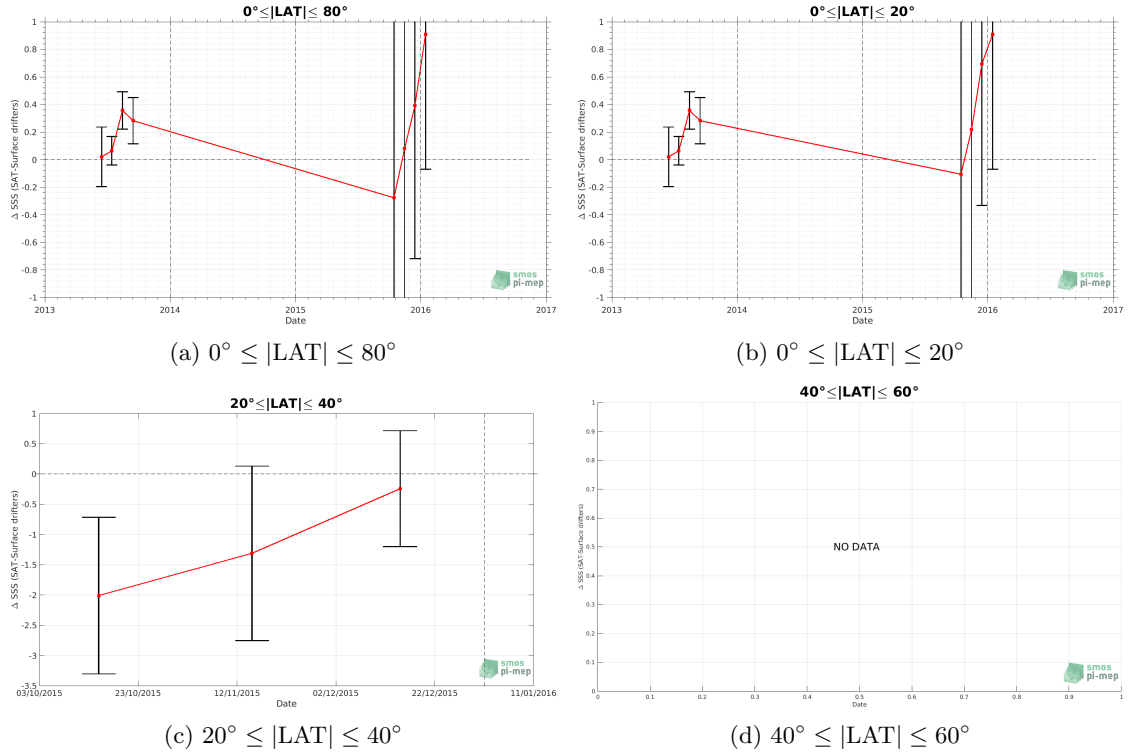 0°≤|LAT|≤ 80°
1
0.8
0.6
0.4
0.2
0
-0.2
-0.4
-0.6
-0.8
-1
Δ SSS (SAT-Surface drifters)
2013 2014 2015 2016 2017
Date
smos
pi-mep
(a) 0° ≤ |LAT| ≤ 80°
0°≤|LAT|≤ 20°
1
0.8
0.6
0.4
0.2
0
-0.2
-0.4
-0.6
-0.8
-1
Δ SSS (SAT-Surface drifters)
2013 2014 2015 2016 2017
Date
smos
pi-mep
(b) 0° ≤ |LAT| ≤ 20°
20°≤|LAT|≤ 40°
1
0.5
0
-0.5
-1
-1.5
-2
-2.5
-3
-3.5
Δ SSS (SAT-Surface drifters)
03/10/2015 23/10/2015 12/11/2015 02/12/2015 22/12/2015 11/01/2016
Date
smos
pi-mep
(c) 20° ≤ |LAT| ≤ 40°
40°≤|LAT|≤ 60°
1
0.9
0.8
0.7
0.6
0.5
0.4
0.3
0.2
0.1
0
Δ SSS (SAT-Surface drifters)
NO DATA
0 0.1 0.2 0.3 0.4 0.5 0.6 0.7 0.8 0.9 1
Date
smos
pi-mep
(d) 40° ≤ |LAT| ≤ 60°